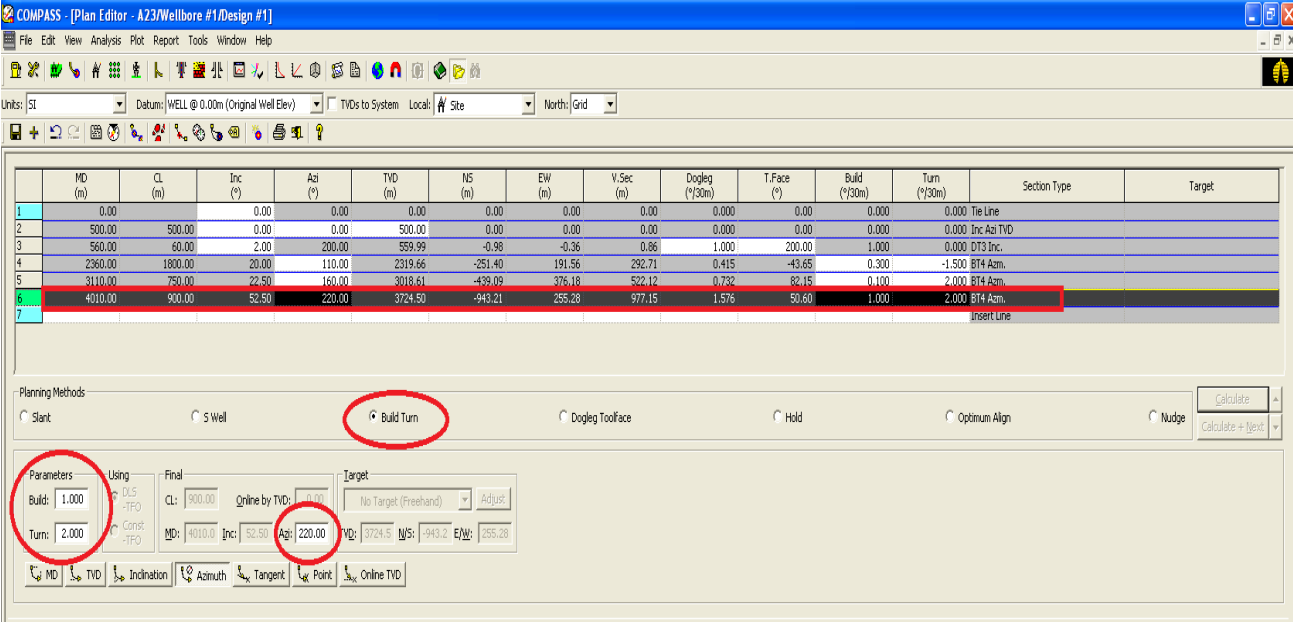 COMPASS - [Plan Editor - A23/Wellbore #1/Design #1]
File Edit View Analysis Plot Report Tools Window Help
Units: SI Datum: WELL @ 0.00m (Original Well Elev) TVDs to System Local: Site North: Grid
MD CL Inc Azi TVD NS EW V.Sec Dogleg T.Face Build Turn Section Type Target
(m) (m) (°) (°) (m) (m) (m) (m) (°/30m) (°) (°/30m) (°/30m)
1 0.00 0.00 0.00 0.00 0.00 0.00 0.00 0.000 0.00 0.000 0.000 Tie Line
2 500.00 500.00 0.00 0.00 500.00 0.00 0.00 0.00 0.000 0.00 0.000 0.000 Inc Azi TVD
3 560.00 60.00 2.00 200.00 559.99 -0.98 -0.36 0.86 1.000 200.00 1.000 0.000 DT3 Inc.
4 2360.00 1800.00 20.00 110.00 2319.66 -251.40 191.56 292.71 0.415 -43.65 0.300 -1.500 BT4 Azm.
5 3110.00 750.00 22.50 160.00 3018.61 -439.09 376.18 522.12 0.732 82.15 0.100 2.000 BT4 Azm.
6 4010.00 900.00 52.50 220.00 3724.50 -943.21 255.28 977.15 1.576 50.60 1.000 2.000 BT4 Azm.
7 Insert Line
Planning Methods
Slant S Well Build Turn Dogleg Toolface Hold Optimum Align Nudge
Calculate
Calculate + Next
Parameters Using Final Target
Build: 1.000 DLS -TFO CL: 900.00 Online by TVD: 0.00 No Target (Freehand) Adjust
Turn: 2.000 Const -TFO MD: 4010.0 Inc: 52.50 Azi: 220.00 TVD: 3724.5 N/S: -943.2 E/W: 255.28
MD TVD Inclination Azimuth Tangent Point Online TVD